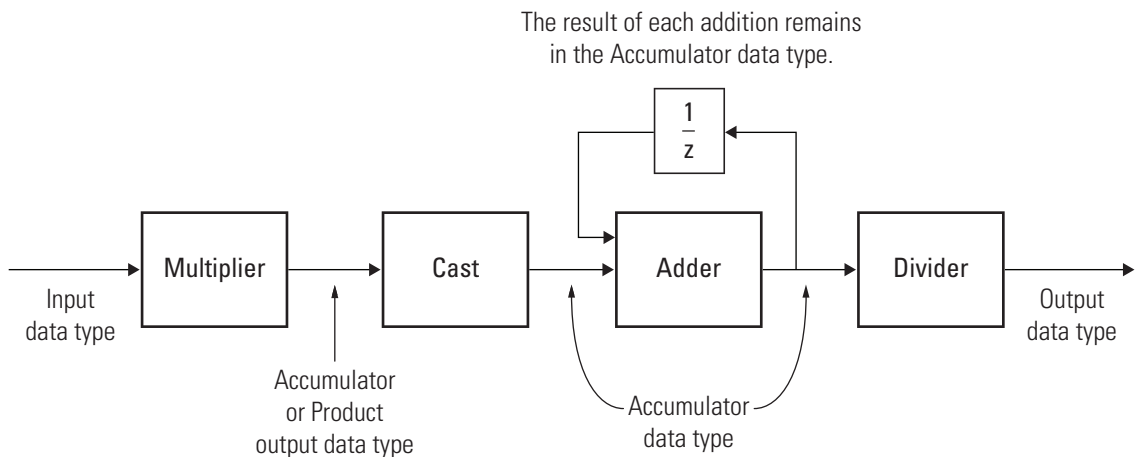 The result of each addition remains
in the Accumulator data type.
1
z
Multiplier
Cast
Adder
Divider
Input
data type
Accumulator
or Product
output data type
Accumulator
data type
Output
data type